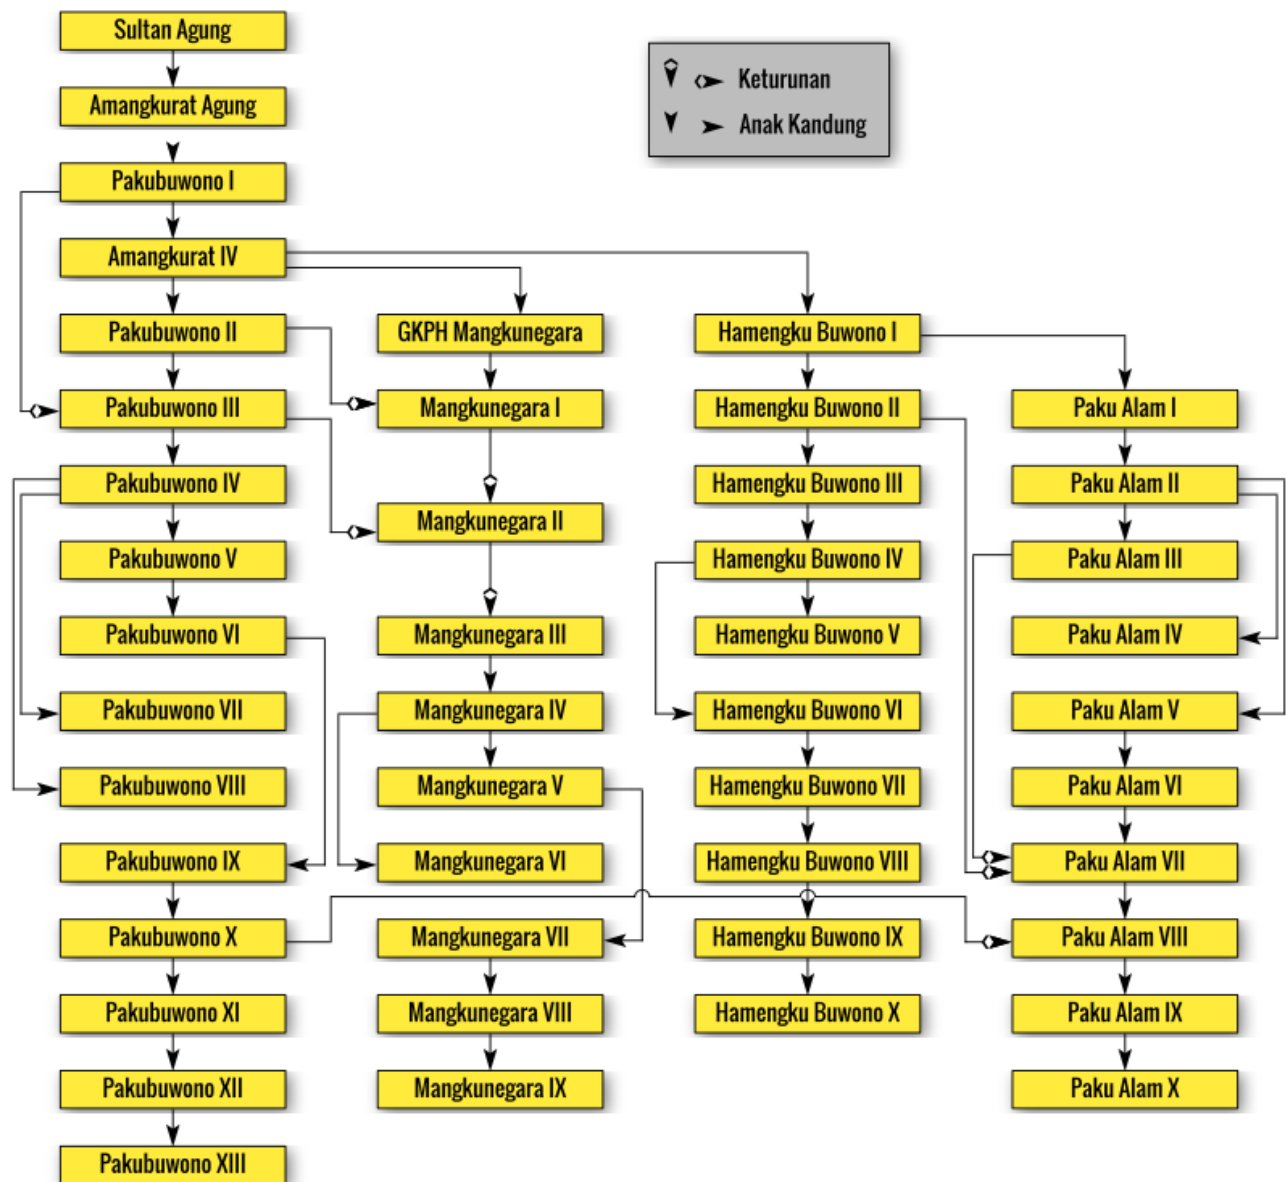 Sultan Agung
Amangkurat Agung
Keturunan
Anak Kandung
Pakubuwono I
Amangkurat IV
Pakubuwono II
GKPH Mangkunegara
Hamengku Buwono I
Pakubuwono III
Mangkunegara I
Hamengku Buwono II
Paku Alam I
Pakubuwono IV
Hamengku Buwono III
Paku Alam II
Mangkunegara II
Pakubuwono V
Hamengku Buwono IV
Paku Alam III
Pakubuwono VI
Mangkunegara III
Hamengku Buwono V
Paku Alam IV
Pakubuwono VII
Mangkunegara IV
Hamengku Buwono VI
Paku Alam V
Pakubuwono VIII
Mangkunegara V
Hamengku Buwono VII
Paku Alam VI
Pakubuwono IX
Mangkunegara VI
Hamengku Buwono VIII
Paku Alam VII
Pakubuwono X
Mangkunegara VII
Hamengku Buwono IX
Paku Alam VIII
Pakubuwono XI
Mangkunegara VIII
Hamengku Buwono X
Paku Alam IX
Pakubuwono XII
Mangkunegara IX
Paku Alam X
Pakubuwono XIII